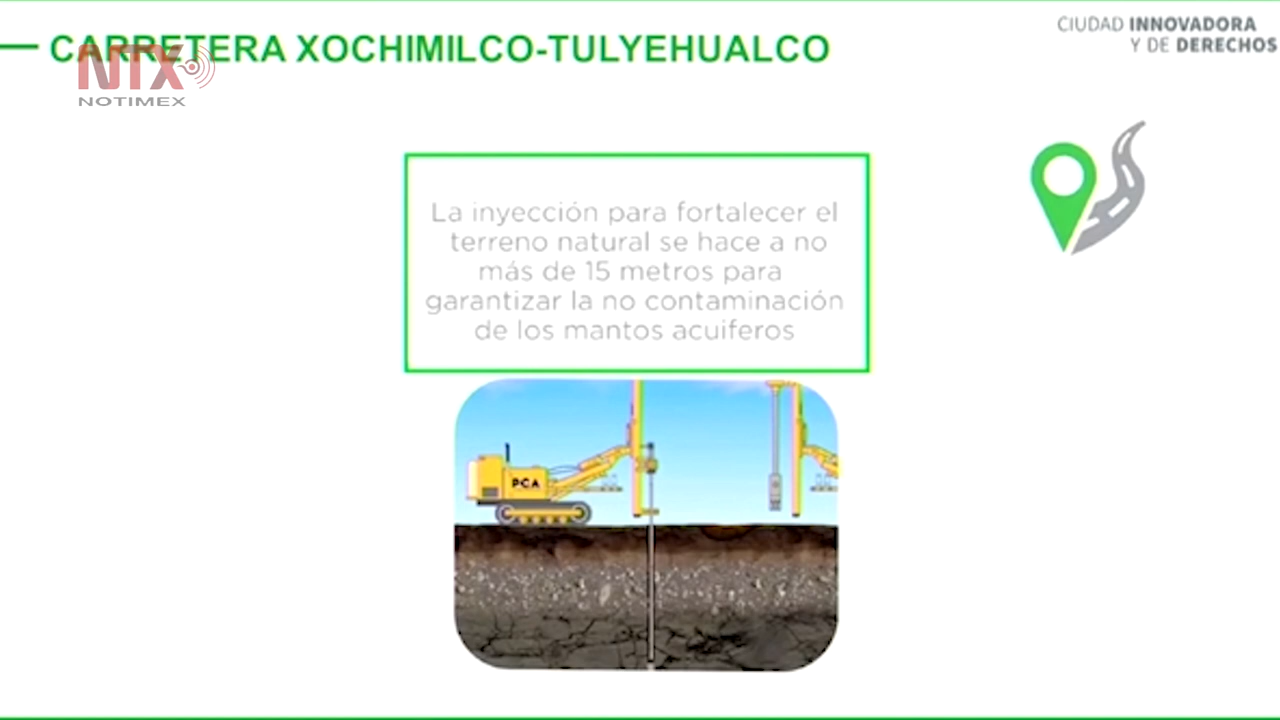 CARRETERA XOCHIMILCO-TULYEHUALCO
NTX
NOTIMEX
CIUDAD INNOVADORA
Y DE DERECHOS
La inyección para fortalecer el
terreno natural se hace a no
más de 15 metros para
garantizar la no contaminación
de los mantos acuiferos
PCA